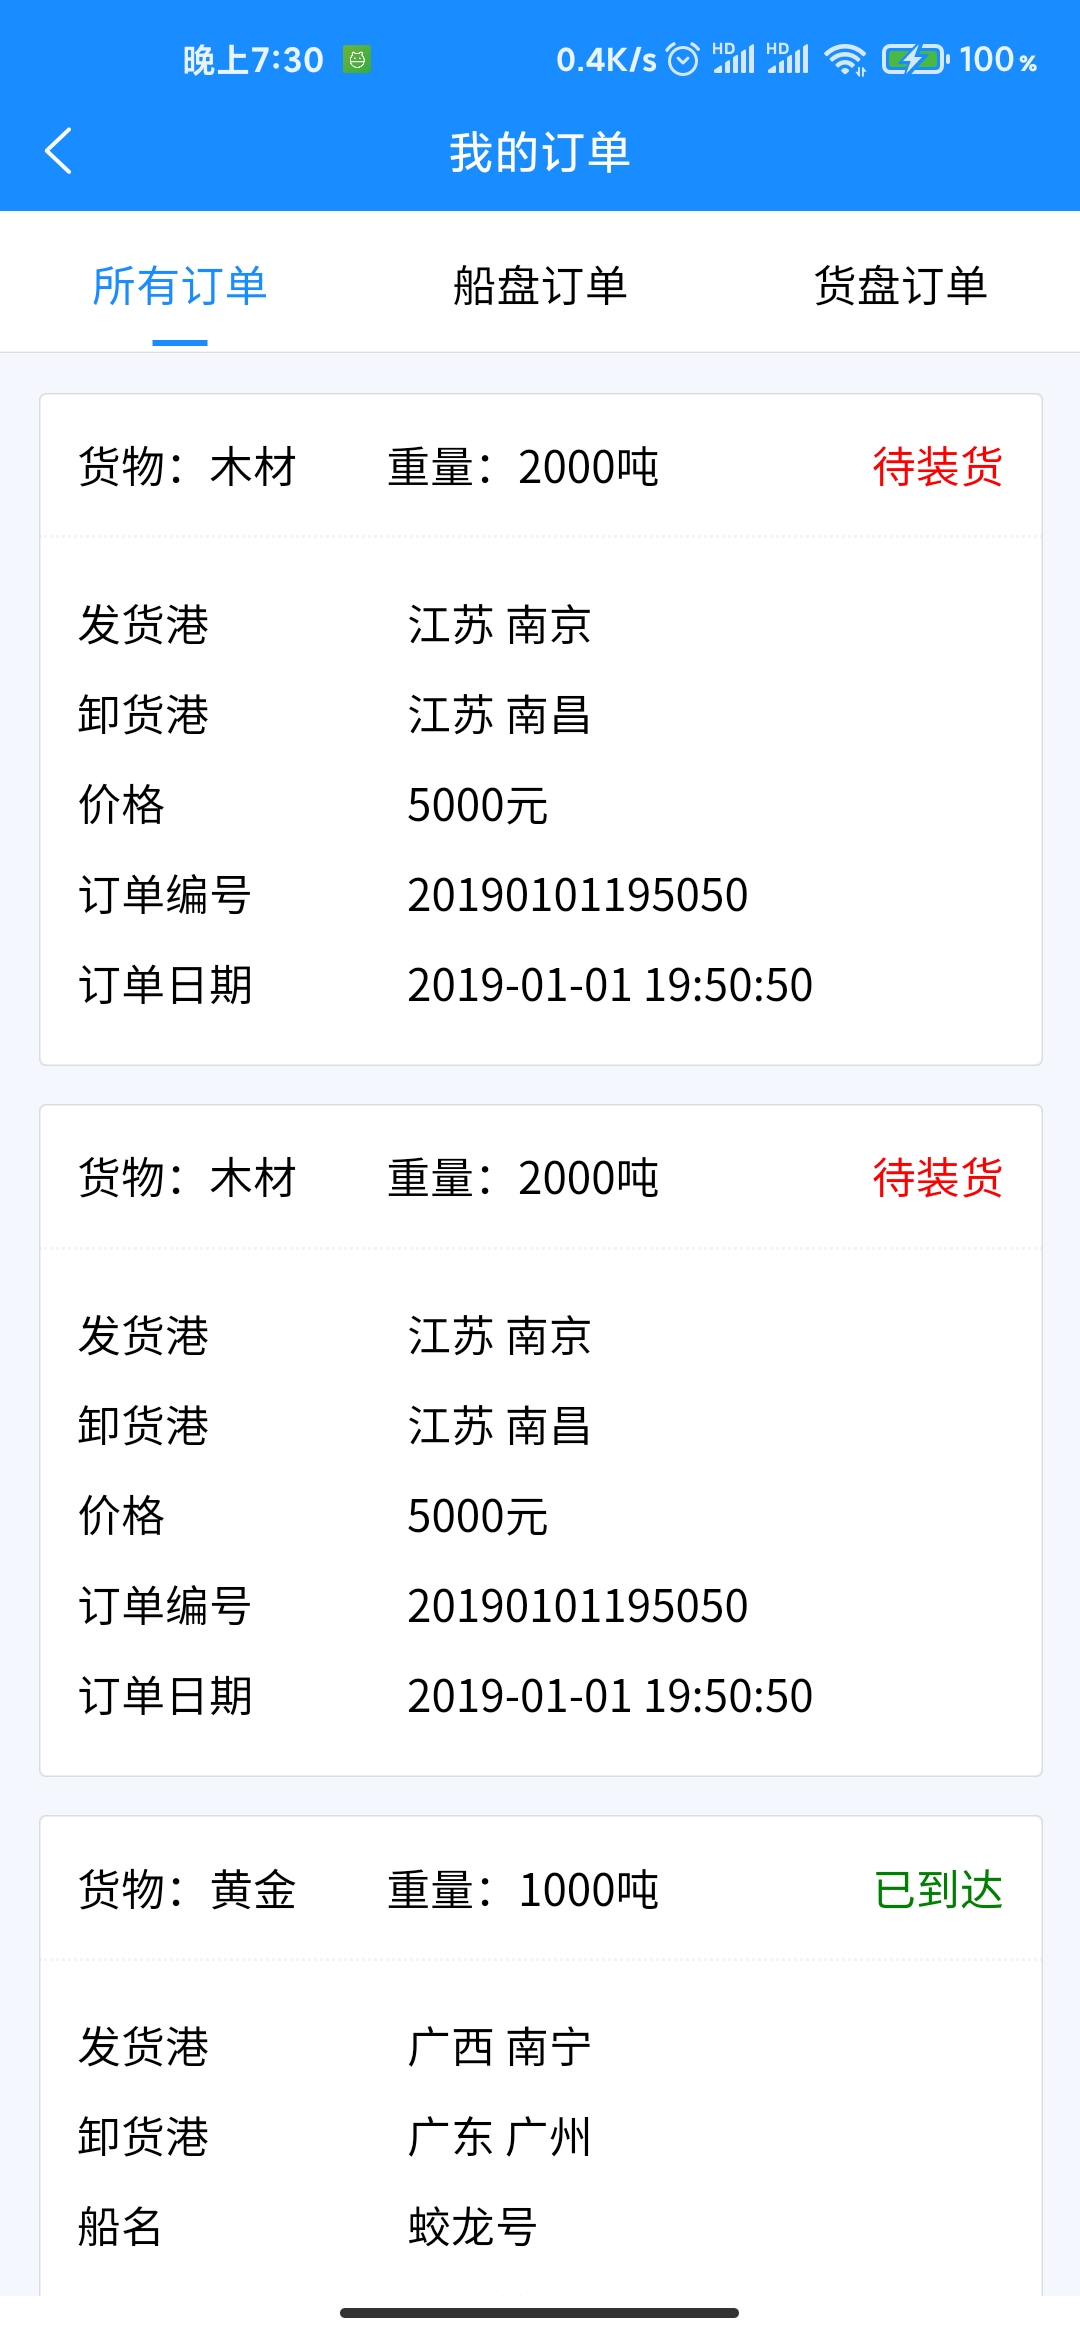 晚上7:30 0.4K/s HD HD 100%
我的订单
所有订单 船盘订单 货盘订单
货物：木材 重量：2000吨 待装货
发货港 江苏 南京
卸货港 江苏 南昌
价格 5000元
订单编号 20190101195050
订单日期 2019-01-01 19:50:50
货物：木材 重量：2000吨 待装货
发货港 江苏 南京
卸货港 江苏 南昌
价格 5000元
订单编号 20190101195050
订单日期 2019-01-01 19:50:50
货物：黄金 重量：1000吨 已到达
发货港 广西 南宁
卸货港 广东 广州
船名 蛟龙号